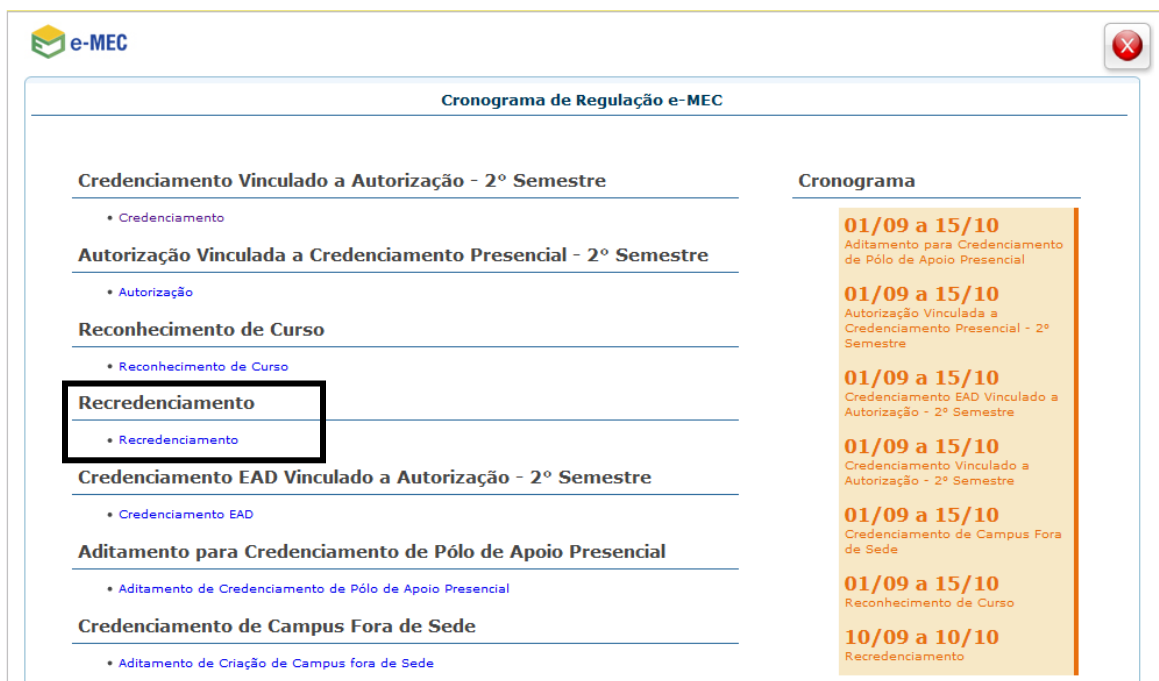 e-MEC
Cronograma de Regulação e-MEC
Credenciamento Vinculado a Autorização - 2º Semestre
• Credenciamento
Autorização Vinculada a Credenciamento Presencial - 2º Semestre
• Autorização
Reconhecimento de Curso
• Reconhecimento de Curso
Recredenciamento
• Recredenciamento
Credenciamento EAD Vinculado a Autorização - 2º Semestre
• Credenciamento EAD
Aditamento para Credenciamento de Pólo de Apoio Presencial
• Aditamento de Credenciamento de Pólo de Apoio Presencial
Credenciamento de Campus Fora de Sede
• Aditamento de Criação de Campus fora de Sede
Cronograma
01/09 a 15/10
Aditamento para Credenciamento
de Pólo de Apoio Presencial
01/09 a 15/10
Autorização Vinculada a
Credenciamento Presencial - 2º
Semestre
01/09 a 15/10
Credenciamento EAD Vinculado a
Autorização - 2º Semestre
01/09 a 15/10
Credenciamento Vinculado a
Autorização - 2º Semestre
01/09 a 15/10
Credenciamento de Campus Fora
de Sede
01/09 a 15/10
Reconhecimento de Curso
10/09 a 10/10
Recredenciamento